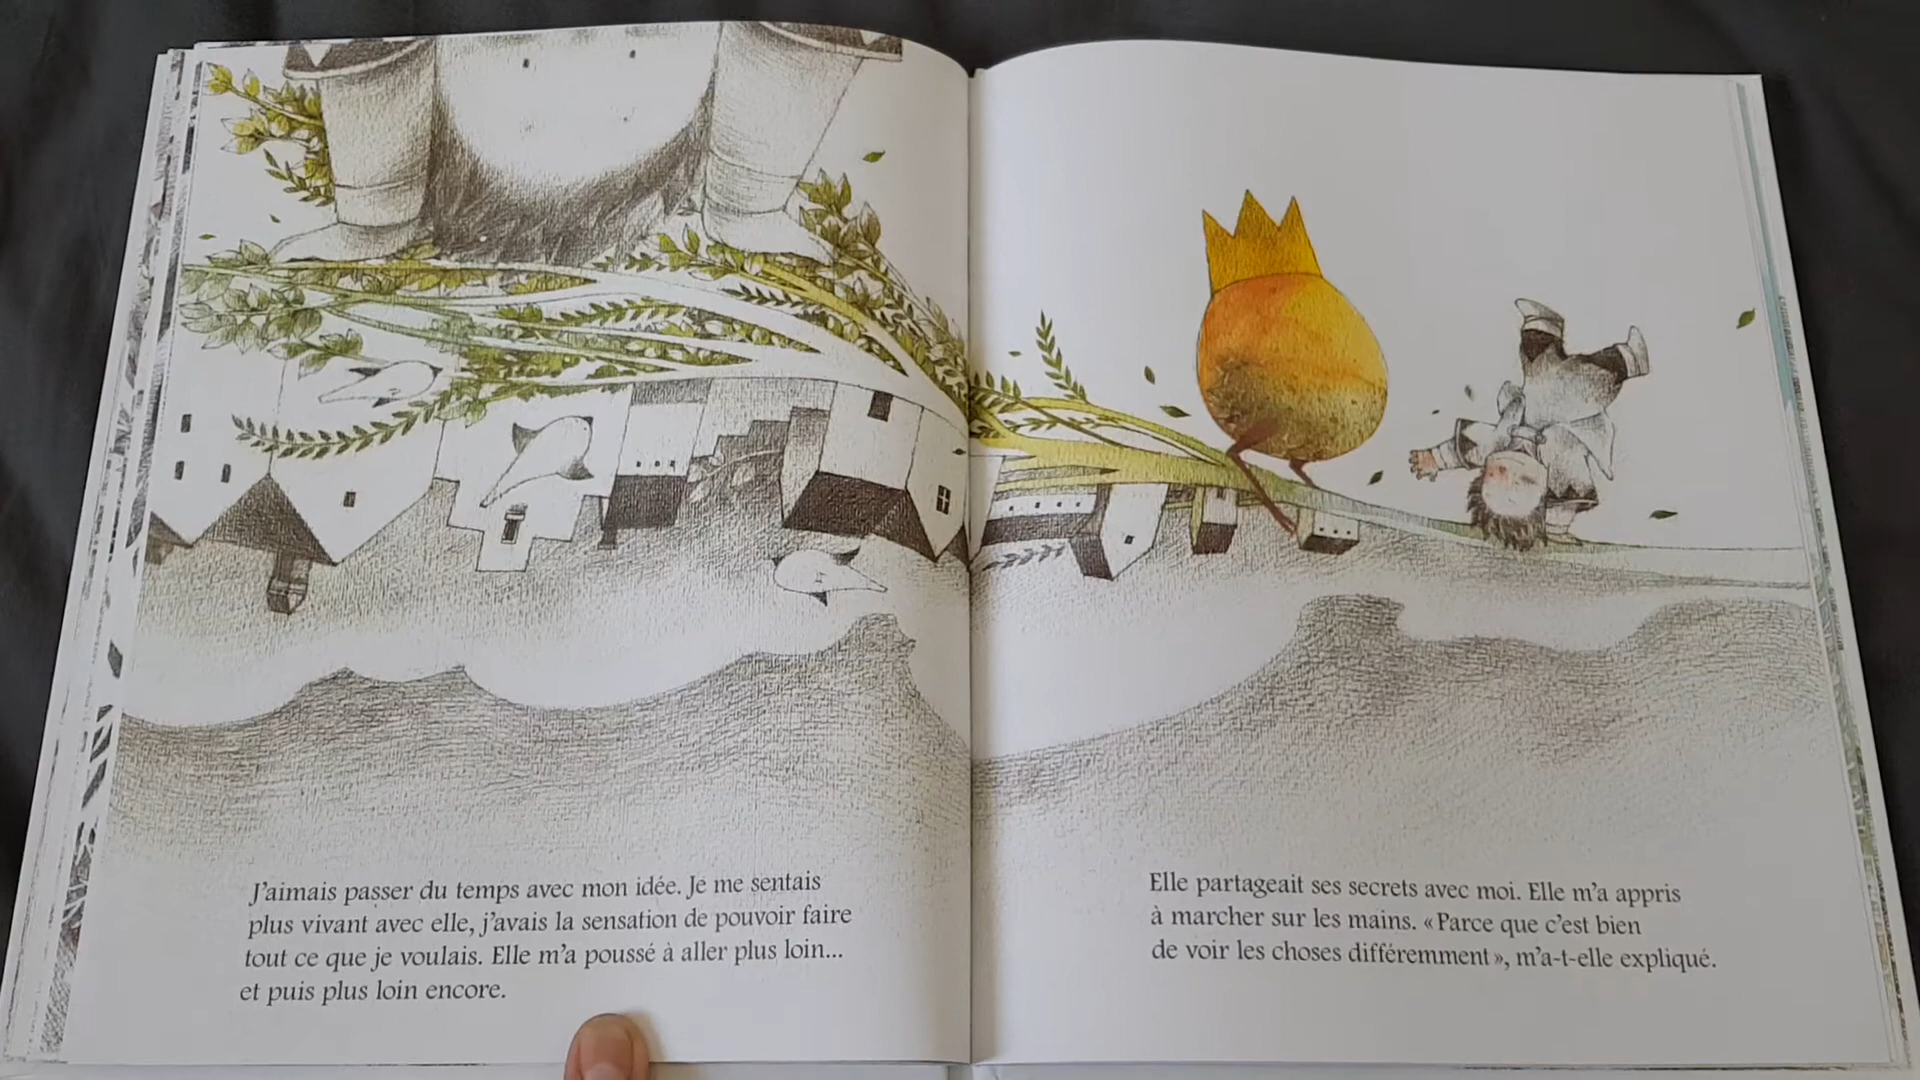 J'aimais passer du temps avec mon idée. Je me sentais
plus vivant avec elle, j'avais la sensation de pouvoir faire
tout ce que je voulais. Elle m'a poussé à aller plus loin...
et puis plus loin encore.
Elle partageait ses secrets avec moi. Elle m'a appris
à marcher sur les mains. «Parce que c'est bien
de voir les choses différemment», m'a-t-elle expliqué.